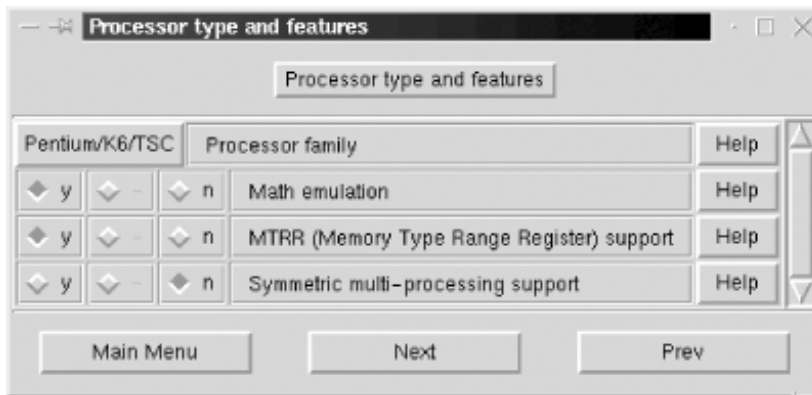 Processor type and features
Processor type and features
Pentium/K6/TSC Processor family Help
y - n Math emulation Help
y - n MTRR (Memory Type Range Register) support Help
y - n Symmetric multi-processing support Help
Main Menu Next Prev